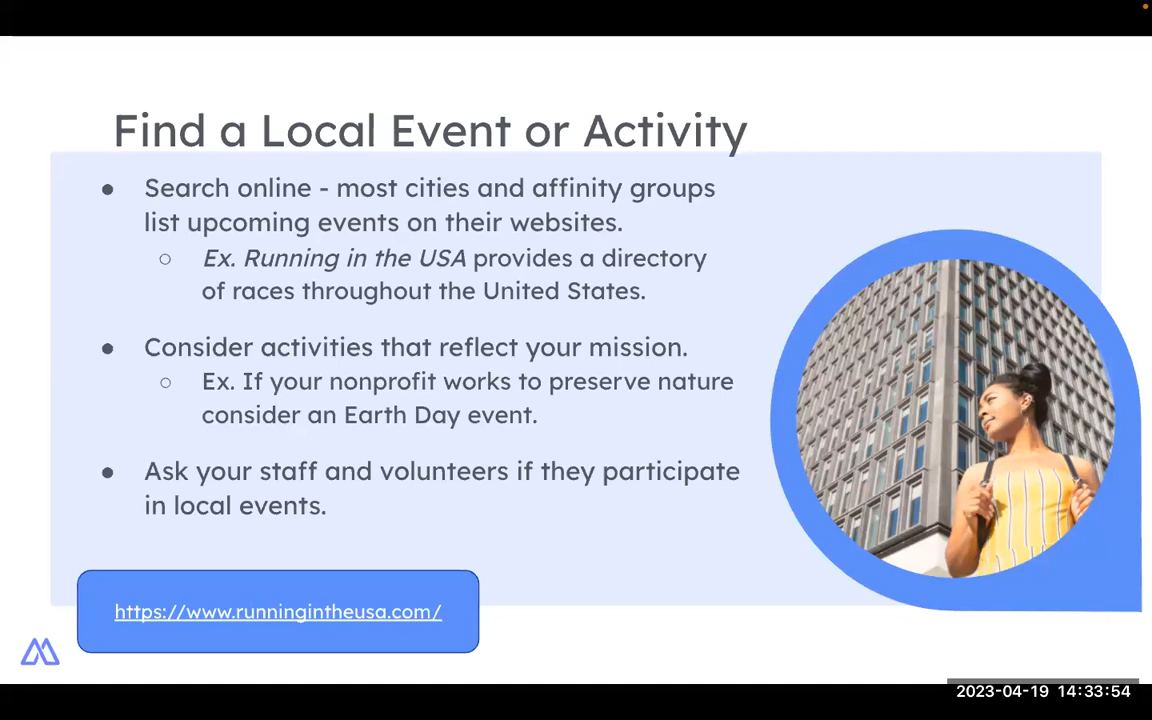 Find a Local Event or Activity
● Search online - most cities and affinity groups
list upcoming events on their websites.
○ Ex. Running in the USA provides a directory
of races throughout the United States.
● Consider activities that reflect your mission.
○ Ex. If your nonprofit works to preserve nature
consider an Earth Day event.
● Ask your staff and volunteers if they participate
in local events.
https://www.runningintheusa.com/
2023-04-19 14:33:54